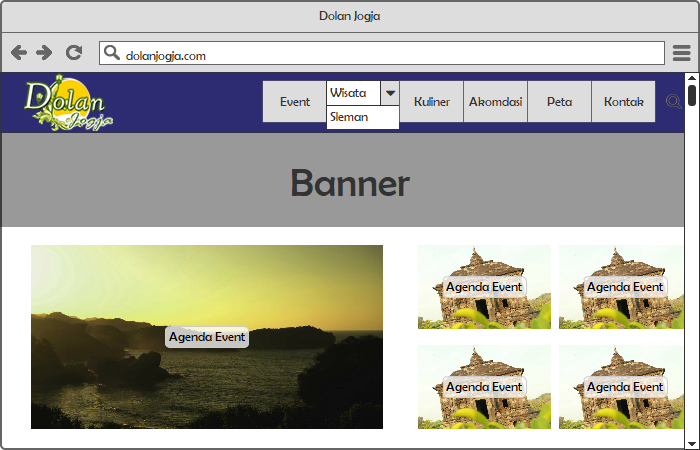 Dolan Jogja
dolanjogja.com
Dolan
Jogja
Event
Wisata
Kuliner
Akomdasi
Peta
Kontak
Sleman
Banner
Agenda Event
Agenda Event
Agenda Event
Agenda Event
Agenda Event